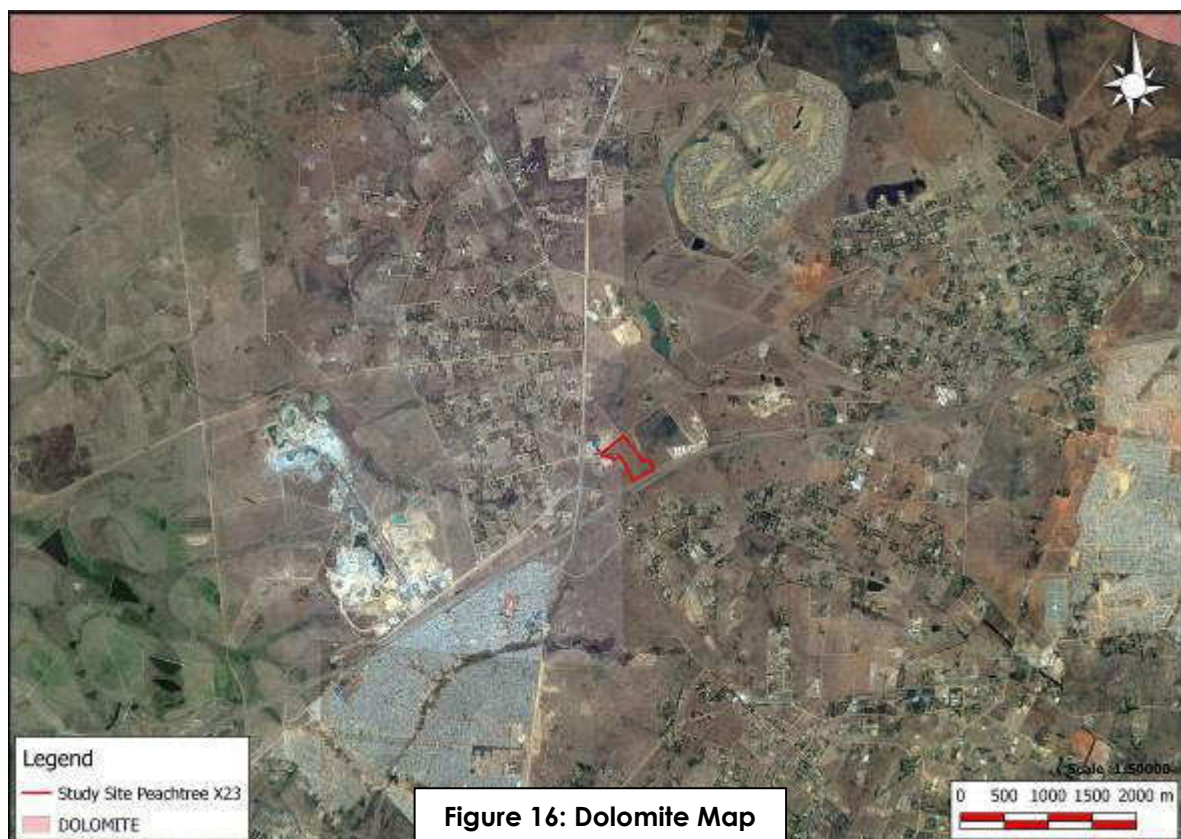 Legend
Study Site Peachtree X23
DOLOMITE
Figure 16: Dolomite Map
Scale 1:50000
0 500 1000 1500 2000 m